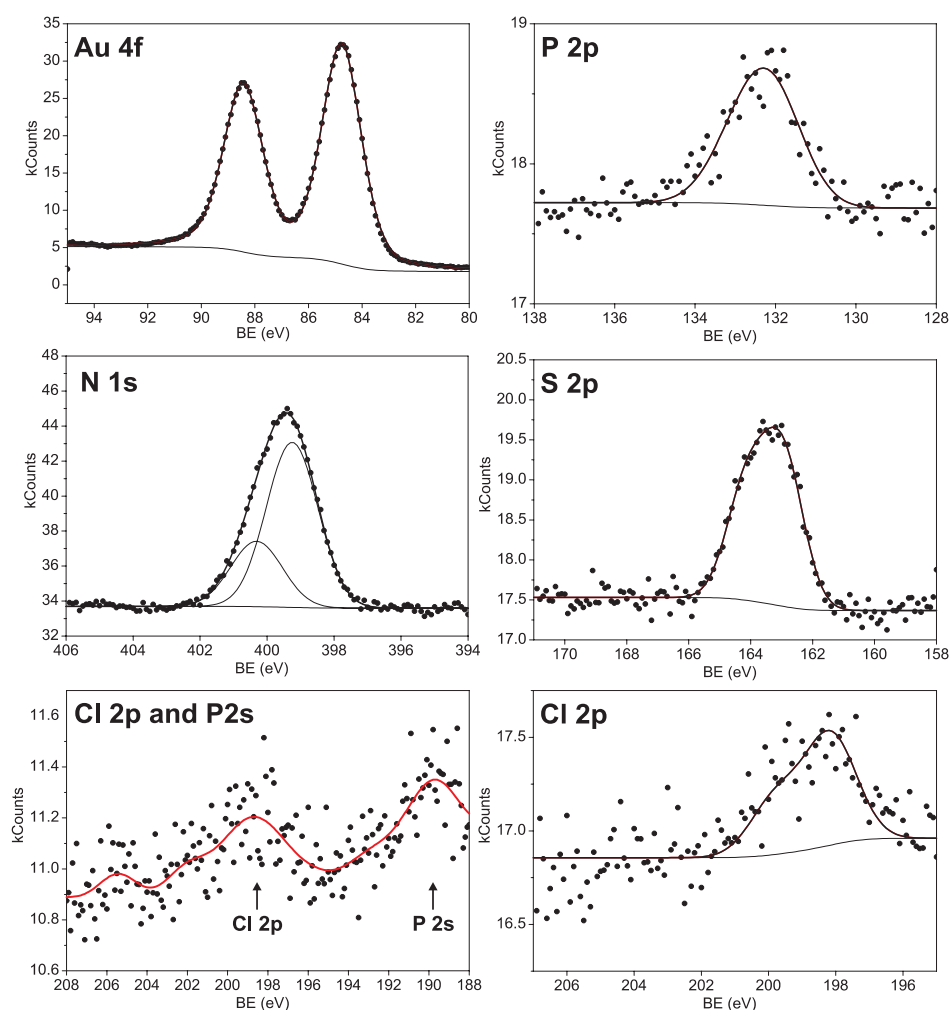 Au 4f
kCounts
35
30
25
20
15
10
5
0
94 92 90 88 86 84 82 80
BE (eV)
P 2p
kCounts
19
18
17
138 136 134 132 130 128
BE (eV)
N 1s
kCounts
48
44
40
36
32
406 404 402 400 398 396 394
BE (eV)
S 2p
kCounts
20.5
20.0
19.5
19.0
18.5
18.0
17.5
17.0
170 168 166 164 162 160 158
BE (eV)
Cl 2p and P2s
kCounts
11.6
11.4
11.2
11.0
10.8
10.6
Cl 2p
P 2s
208 206 204 202 200 198 196 194 192 190 188
BE (eV)
Cl 2p
kCounts
17.5
17.0
16.5
206 204 202 200 198 196
BE (eV)